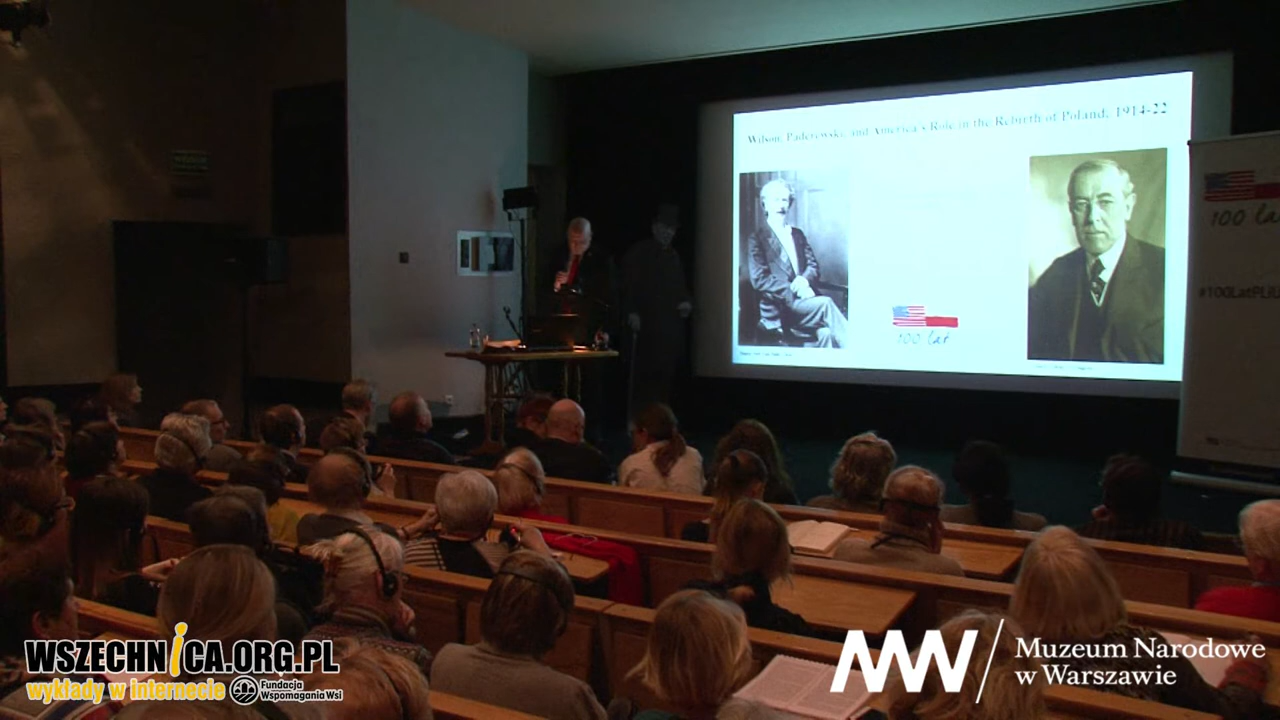 Wilson, Paderewski, and America's Role in the Rebirth of Poland, 1914-22
100 lat
100 lat
WSZECHNICA.ORG.PL
wykłady w internecie
Fundacja
Wspomagania Wsi
Muzeum Narodowe
w Warszawie